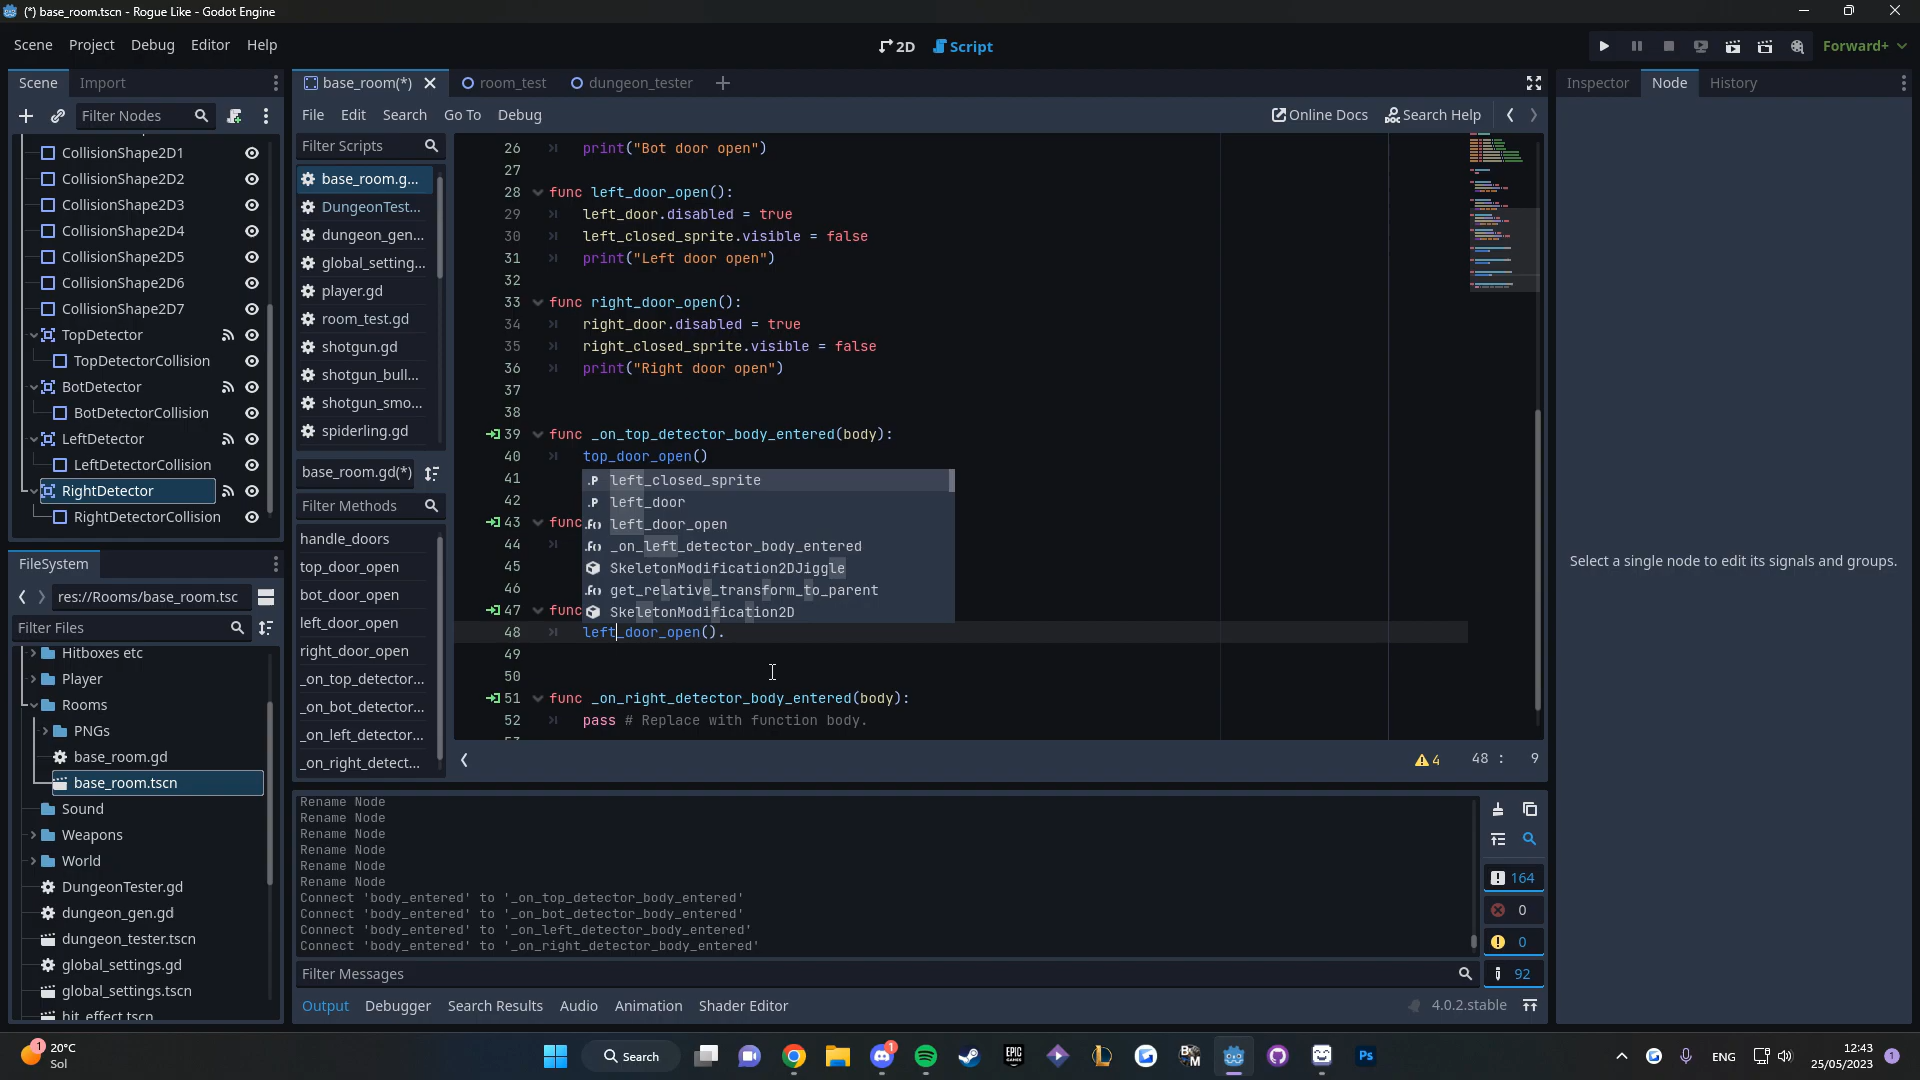 (*) base_room.tscn - Rogue Like - Godot Engine
Scene Project Debug Editor Help
2D Script
Forward+
Scene Import
base_room(*) room_test dungeon_tester
Inspector Node History
Filter Nodes
File Edit Search Go To Debug
Online Docs Search Help
CollisionShape2D1
CollisionShape2D2
CollisionShape2D3
CollisionShape2D4
CollisionShape2D5
CollisionShape2D6
CollisionShape2D7
TopDetector
TopDetectorCollision
BotDetector
BotDetectorCollision
LeftDetector
LeftDetectorCollision
RightDetector
RightDetectorCollision
FileSystem
res://Rooms/base_room.tsc
Filter Files
Hitboxes etc
Player
Rooms
PNGs
base_room.gd
base_room.tscn
Sound
Weapons
World
DungeonTester.gd
dungeon_gen.gd
dungeon_tester.tscn
global_settings.gd
global_settings.tscn
hit_effect.tscn
Filter Scripts
base_room.g...
DungeonTest...
dungeon_gen...
global_setting...
player.gd
room_test.gd
shotgun.gd
shotgun_bull...
shotgun_smo...
spiderling.gd
base_room.gd(*)
Filter Methods
handle_doors
top_door_open
bot_door_open
left_door_open
right_door_open
_on_top_detector...
_on_bot_detector...
_on_left_detector...
_on_right_detect...
26 print("Bot door open")
27
28 func left_door_open():
29 left_door.disabled = true
30 left_closed_sprite.visible = false
31 print("Left door open")
32
33 func right_door_open():
34 right_door.disabled = true
35 right_closed_sprite.visible = false
36 print("Right door open")
37
38
39 func _on_top_detector_body_entered(body):
40 top_door_open()
41
42
43 func
44
45
46
47 func
48 left_door_open().
49
50
51 func _on_right_detector_body_entered(body):
52 pass # Replace with function body.
.P left_closed_sprite
.P left_door
.f() left_door_open
.f() _on_left_detector_body_entered
SkeletonModification2DJiggle
.f() get_relative_transform_to_parent
SkeletonModification2D
4 48 : 9
Rename Node
Rename Node
Rename Node
Rename Node
Rename Node
Rename Node
Connect 'body_entered' to '_on_top_detector_body_entered'
Connect 'body_entered' to '_on_bot_detector_body_entered'
Connect 'body_entered' to '_on_left_detector_body_entered'
Connect 'body_entered' to '_on_right_detector_body_entered'
Filter Messages
164
0
0
92
Output Debugger Search Results Audio Animation Shader Editor
4.0.2.stable
Select a single node to edit its signals and groups.
1
20°C
Sol
Search
1
EPIC GAMES
Ps
ENG
12:43
25/05/2023
1